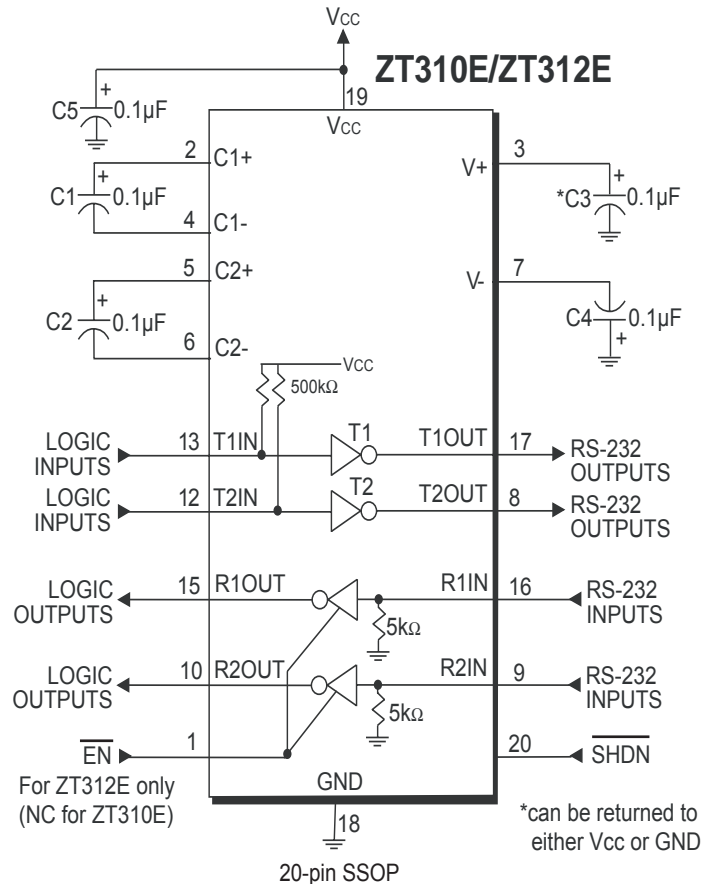 Vcc
ZT310E/ZT312E
+
C5 0.1µF
19
Vcc
2 C1+
V+ 3
+
C1 0.1µF
+
*C3 0.1µF
4 C1-
5 C2+
V- 7
+
C2 0.1µF
C4 0.1µF
+
6 C2-
Vcc
500kΩ
LOGIC
INPUTS
13 T1IN
T1
T1OUT 17
RS-232
OUTPUTS
LOGIC
INPUTS
12 T2IN
T2
T2OUT 8
RS-232
OUTPUTS
LOGIC
OUTPUTS
15 R1OUT
R1IN 16
RS-232
INPUTS
5kΩ
LOGIC
OUTPUTS
10 R2OUT
R2IN 9
RS-232
INPUTS
5kΩ
EN
1
20
SHDN
For ZT312E only
(NC for ZT310E)
GND
18
*can be returned to
either Vcc or GND
20-pin SSOP